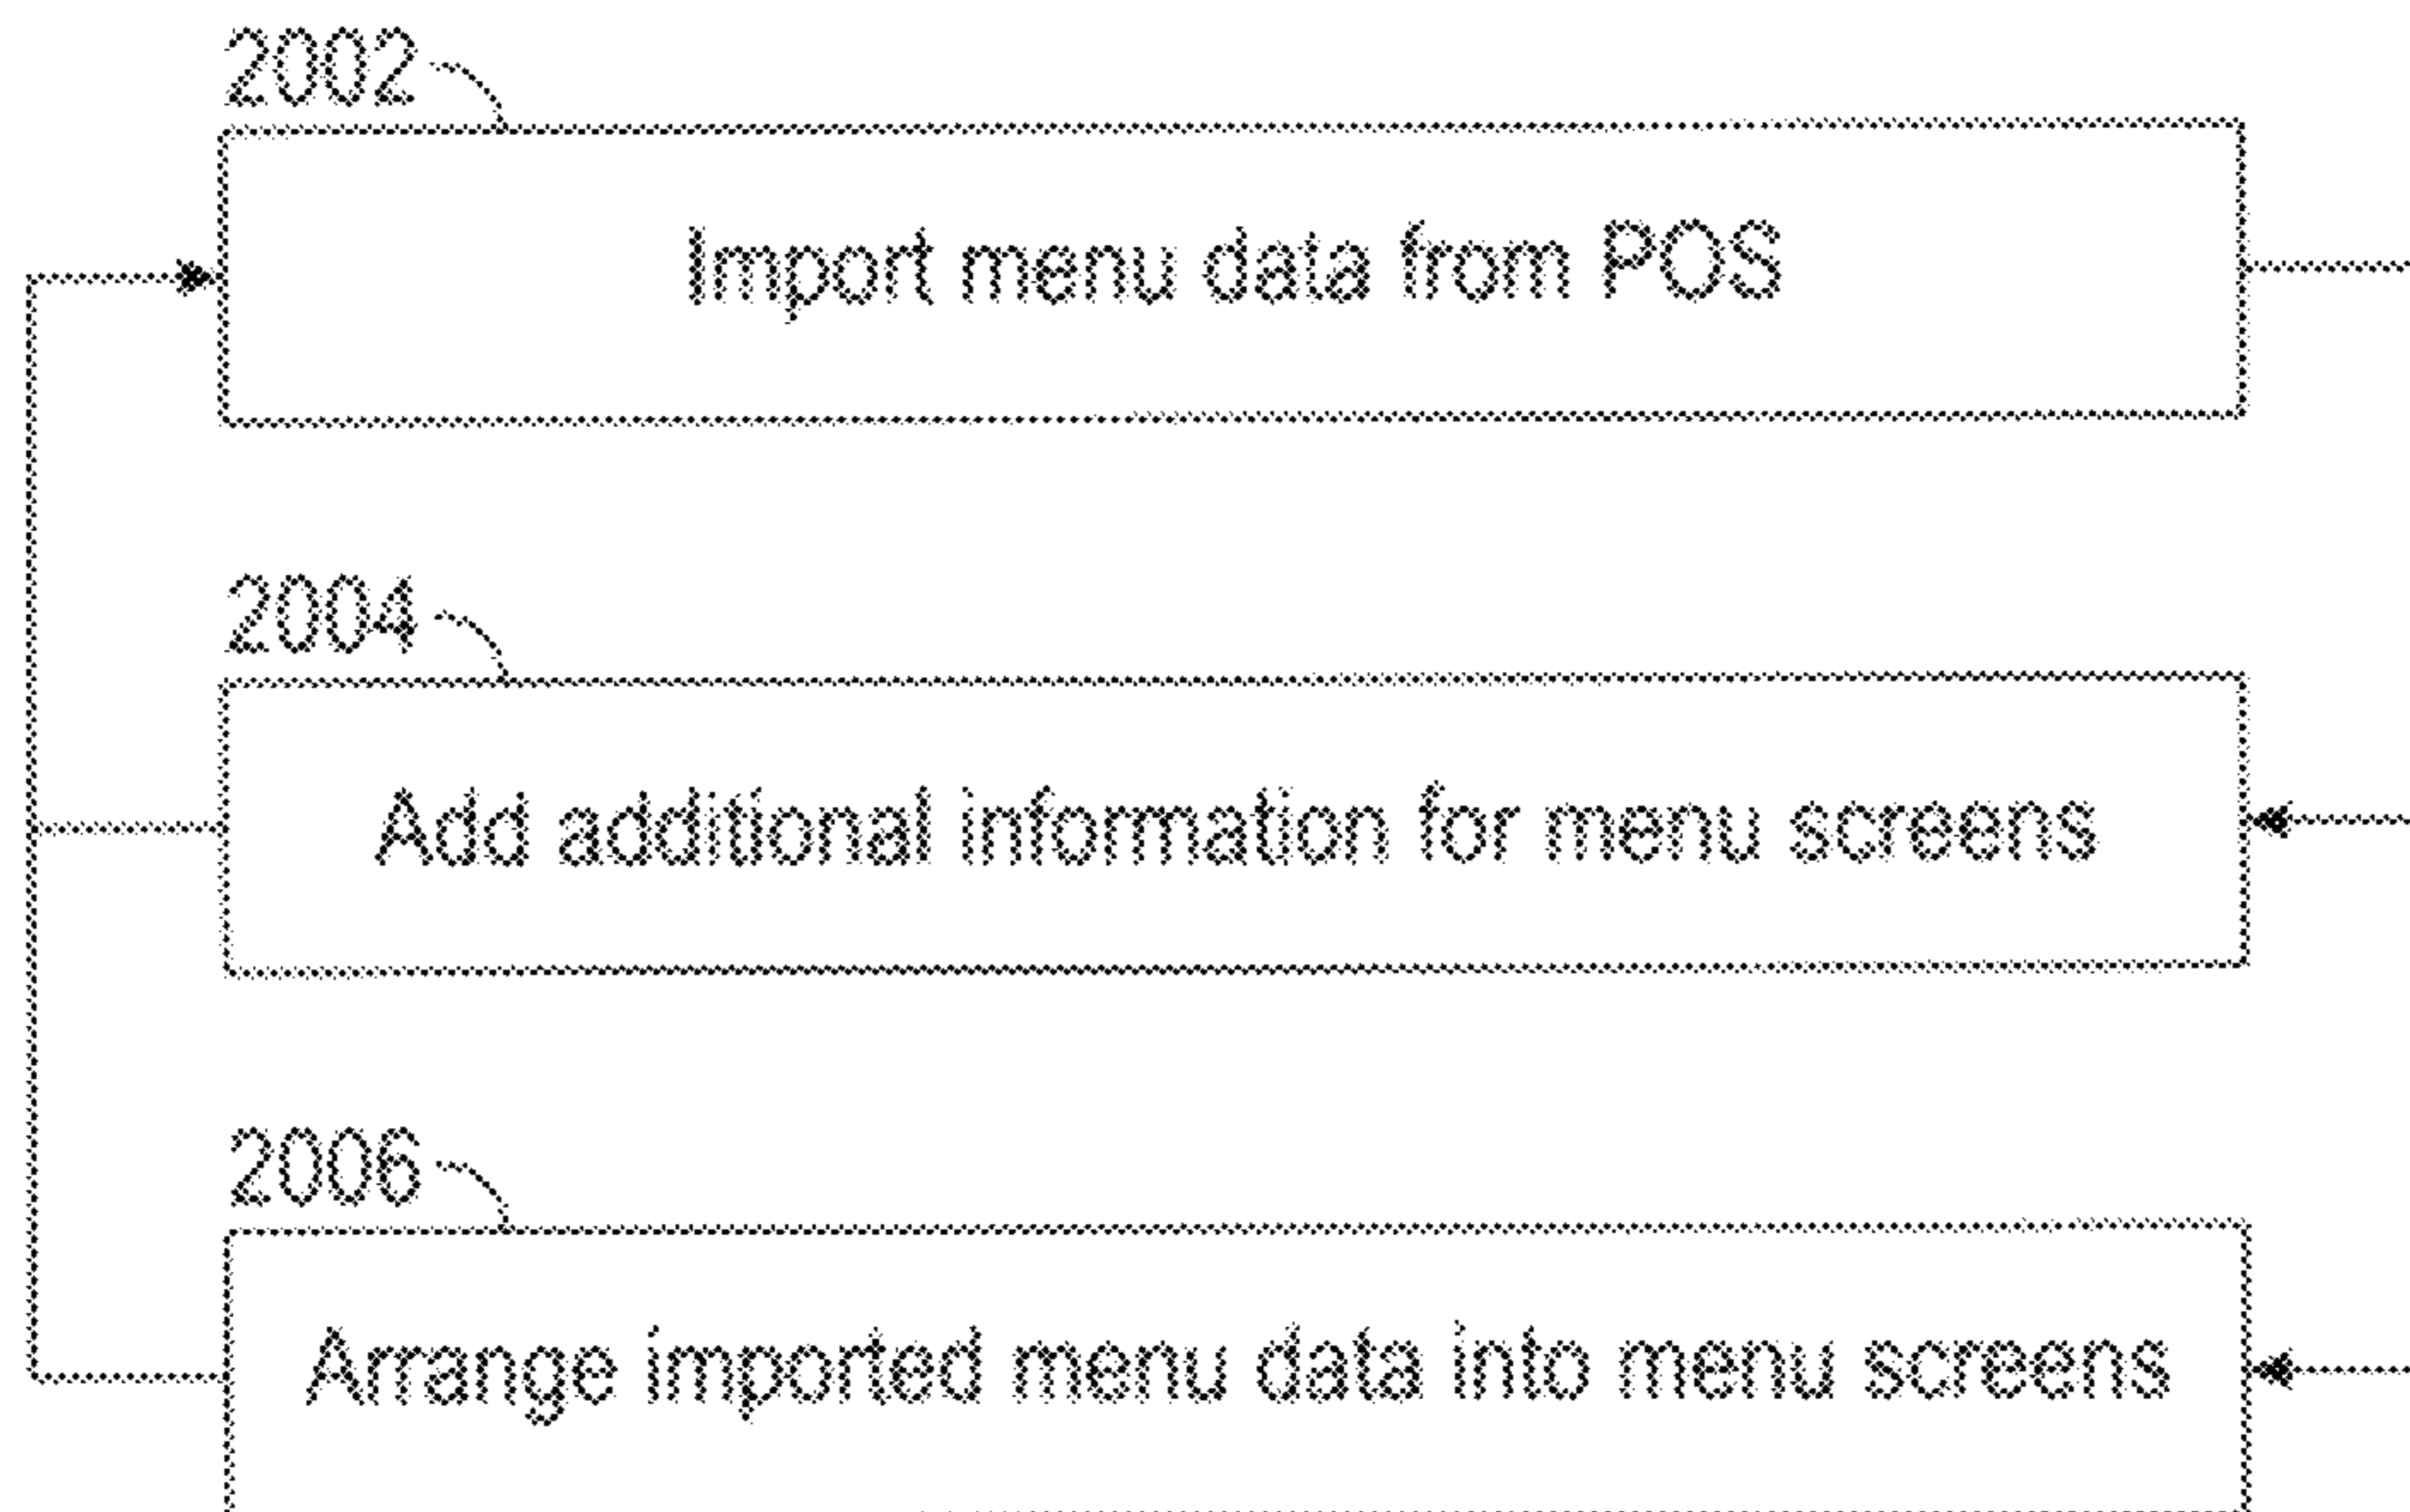 2002
Import menu data from POS
2004
Add additional information for menu screens
2006
Arrange imported menu data into menu screens